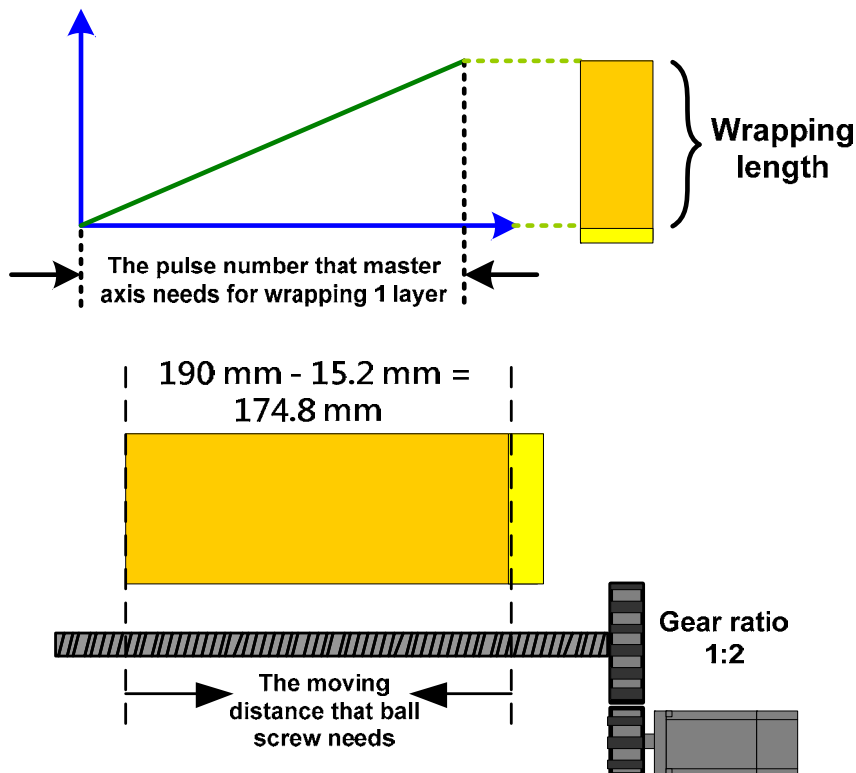 Wrapping
length
The pulse number that master
axis needs for wrapping 1 layer
190 mm - 15.2 mm =
174.8 mm
Gear ratio
1:2
The moving
distance that ball
screw needs